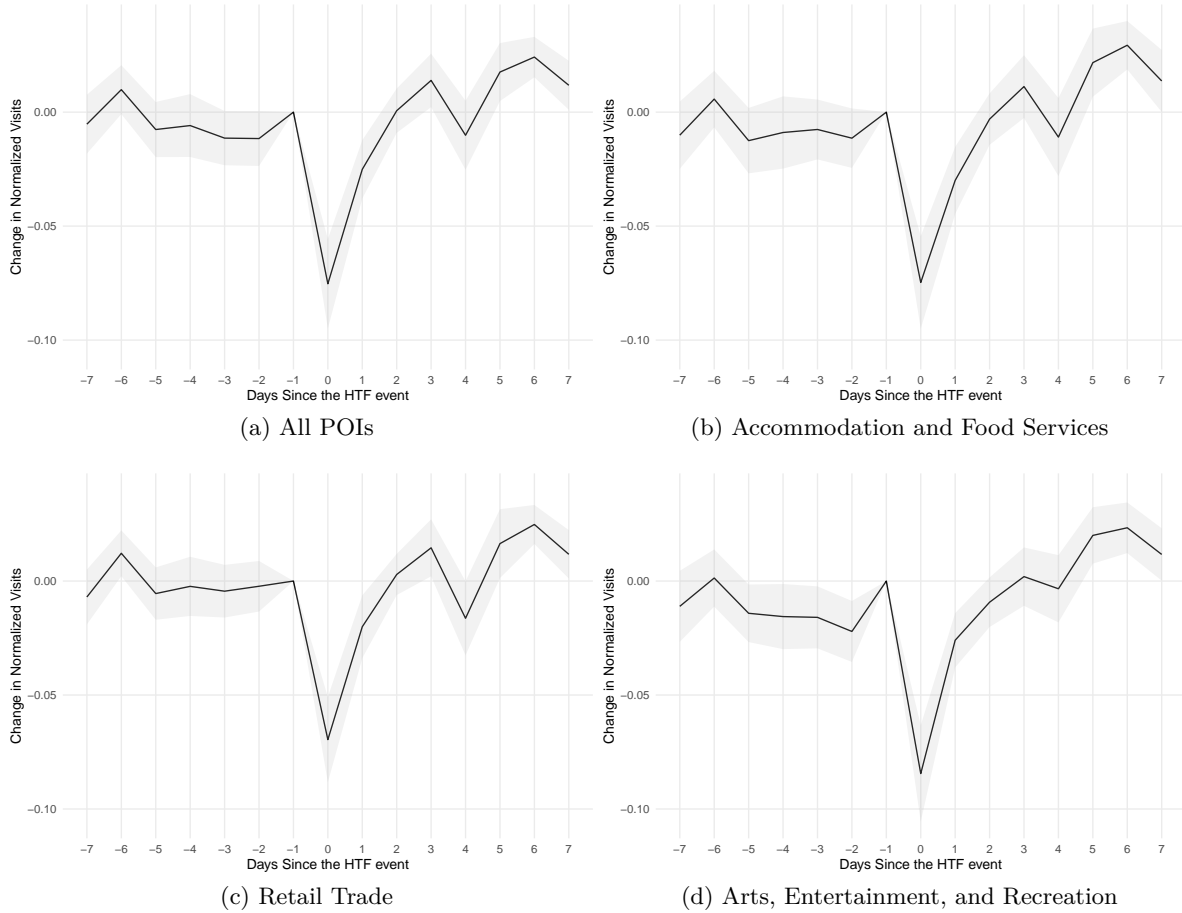 Change in Normalized Visits
0.00
−0.05
−0.10
−7 −6 −5 −4 −3 −2 −1 0 1 2 3 4 5 6 7
Days Since the HTF event
(a) All POIs
Change in Normalized Visits
0.00
−0.05
−0.10
−7 −6 −5 −4 −3 −2 −1 0 1 2 3 4 5 6 7
Days Since the HTF event
(b) Accommodation and Food Services
Change in Normalized Visits
0.00
−0.05
−0.10
−7 −6 −5 −4 −3 −2 −1 0 1 2 3 4 5 6 7
Days Since the HTF event
(c) Retail Trade
Change in Normalized Visits
0.00
−0.05
−0.10
−7 −6 −5 −4 −3 −2 −1 0 1 2 3 4 5 6 7
Days Since the HTF event
(d) Arts, Entertainment, and Recreation